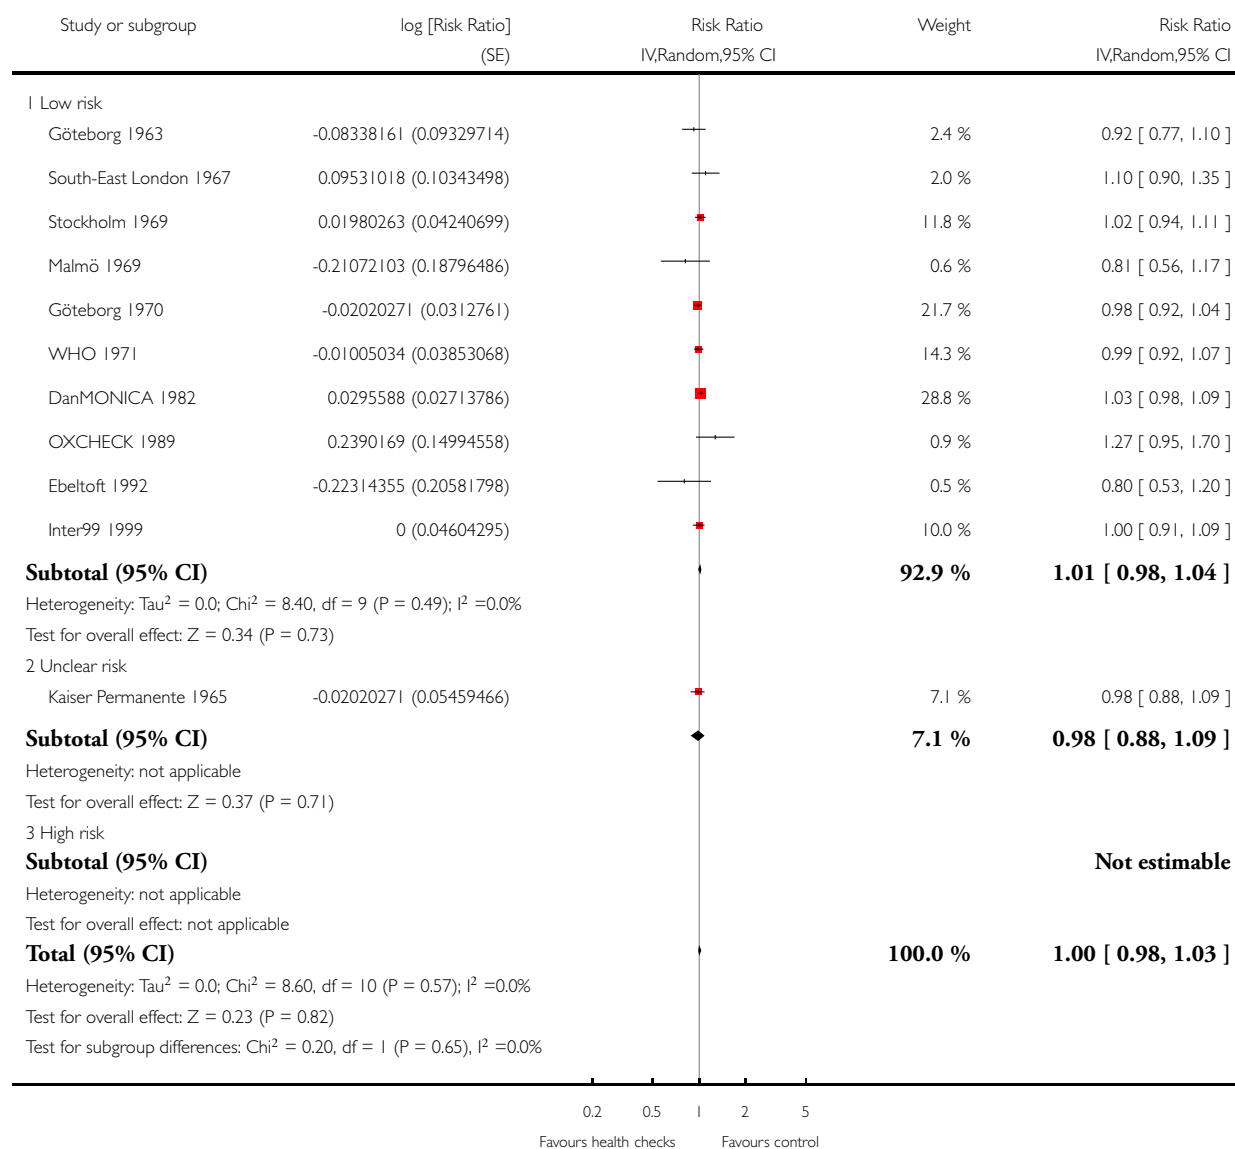 Study or subgroup log [Risk Ratio] Risk Ratio Weight Risk Ratio
(SE) IV,Random,95% CI IV,Random,95% CI
1 Low risk
Göteborg 1963 -0.08338161 (0.09329714) 2.4 % 0.92 [ 0.77, 1.10 ]
South-East London 1967 0.09531018 (0.10343498) 2.0 % 1.10 [ 0.90, 1.35 ]
Stockholm 1969 0.01980263 (0.04240699) 11.8 % 1.02 [ 0.94, 1.11 ]
Malmö 1969 -0.21072103 (0.18796486) 0.6 % 0.81 [ 0.56, 1.17 ]
Göteborg 1970 -0.02020271 (0.0312761) 21.7 % 0.98 [ 0.92, 1.04 ]
WHO 1971 -0.01005034 (0.03853068) 14.3 % 0.99 [ 0.92, 1.07 ]
DanMONICA 1982 0.0295588 (0.02713786) 28.8 % 1.03 [ 0.98, 1.09 ]
OXCHECK 1989 0.2390169 (0.14994558) 0.9 % 1.27 [ 0.95, 1.70 ]
Ebeltoft 1992 -0.22314355 (0.20581798) 0.5 % 0.80 [ 0.53, 1.20 ]
Inter99 1999 0 (0.04604295) 10.0 % 1.00 [ 0.91, 1.09 ]
Subtotal (95% CI) 92.9 % 1.01 [ 0.98, 1.04 ]
Heterogeneity: Tau² = 0.0; Chi² = 8.40, df = 9 (P = 0.49); I² =0.0%
Test for overall effect: Z = 0.34 (P = 0.73)
2 Unclear risk
Kaiser Permanente 1965 -0.02020271 (0.05459466) 7.1 % 0.98 [ 0.88, 1.09 ]
Subtotal (95% CI) 7.1 % 0.98 [ 0.88, 1.09 ]
Heterogeneity: not applicable
Test for overall effect: Z = 0.37 (P = 0.71)
3 High risk
Subtotal (95% CI) Not estimable
Heterogeneity: not applicable
Test for overall effect: not applicable
Total (95% CI) 100.0 % 1.00 [ 0.98, 1.03 ]
Heterogeneity: Tau² = 0.0; Chi² = 8.60, df = 10 (P = 0.57); I² =0.0%
Test for overall effect: Z = 0.23 (P = 0.82)
Test for subgroup differences: Chi² = 0.20, df = 1 (P = 0.65), I² =0.0%
0.2 0.5 1 2 5
Favours health checks Favours control